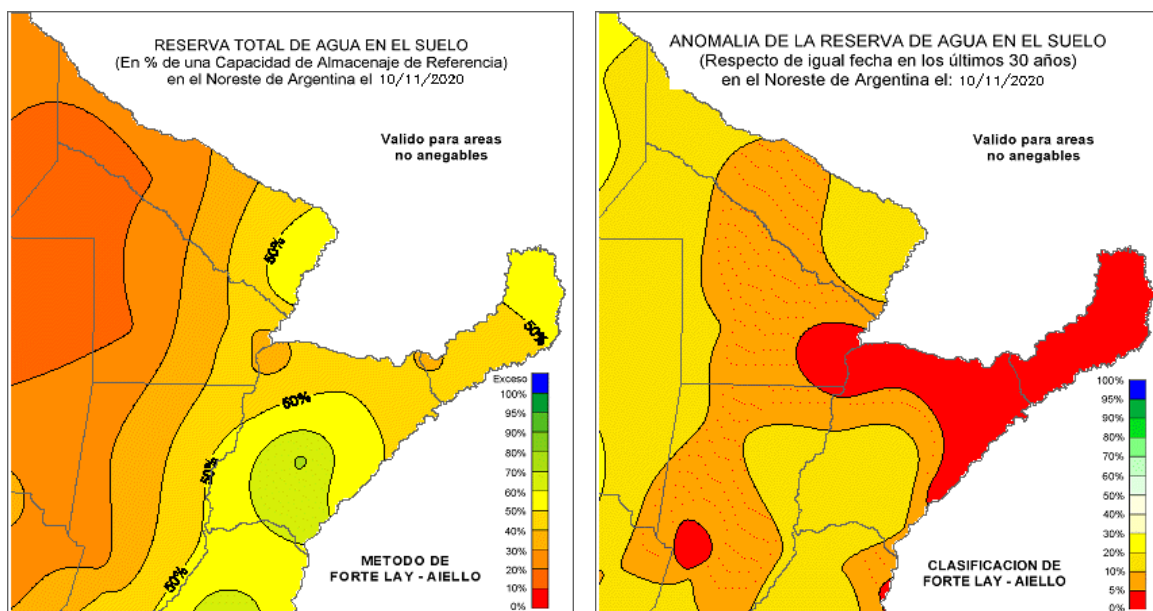 RESERVA TOTAL DE AGUA EN EL SUELO
(En % de una Capacidad de Almacenaje de Referencia)
en el Noreste de Argentina el 10/11/2020
Valido para areas
no anegables
50%
50%
50%
50%
50%
Exceso
100%
95%
90%
80%
70%
60%
50%
40%
30%
20%
10%
0%
METODO DE
FORTE LAY - AIELLO
ANOMALIA DE LA RESERVA DE AGUA EN EL SUELO
(Respecto de igual fecha en los últimos 30 años)
en el Noreste de Argentina el: 10/11/2020
Valido para areas
no anegables
100%
95%
90%
80%
70%
60%
50%
40%
30%
20%
10%
5%
0%
CLASIFICACION DE
FORTE LAY - AIELLO